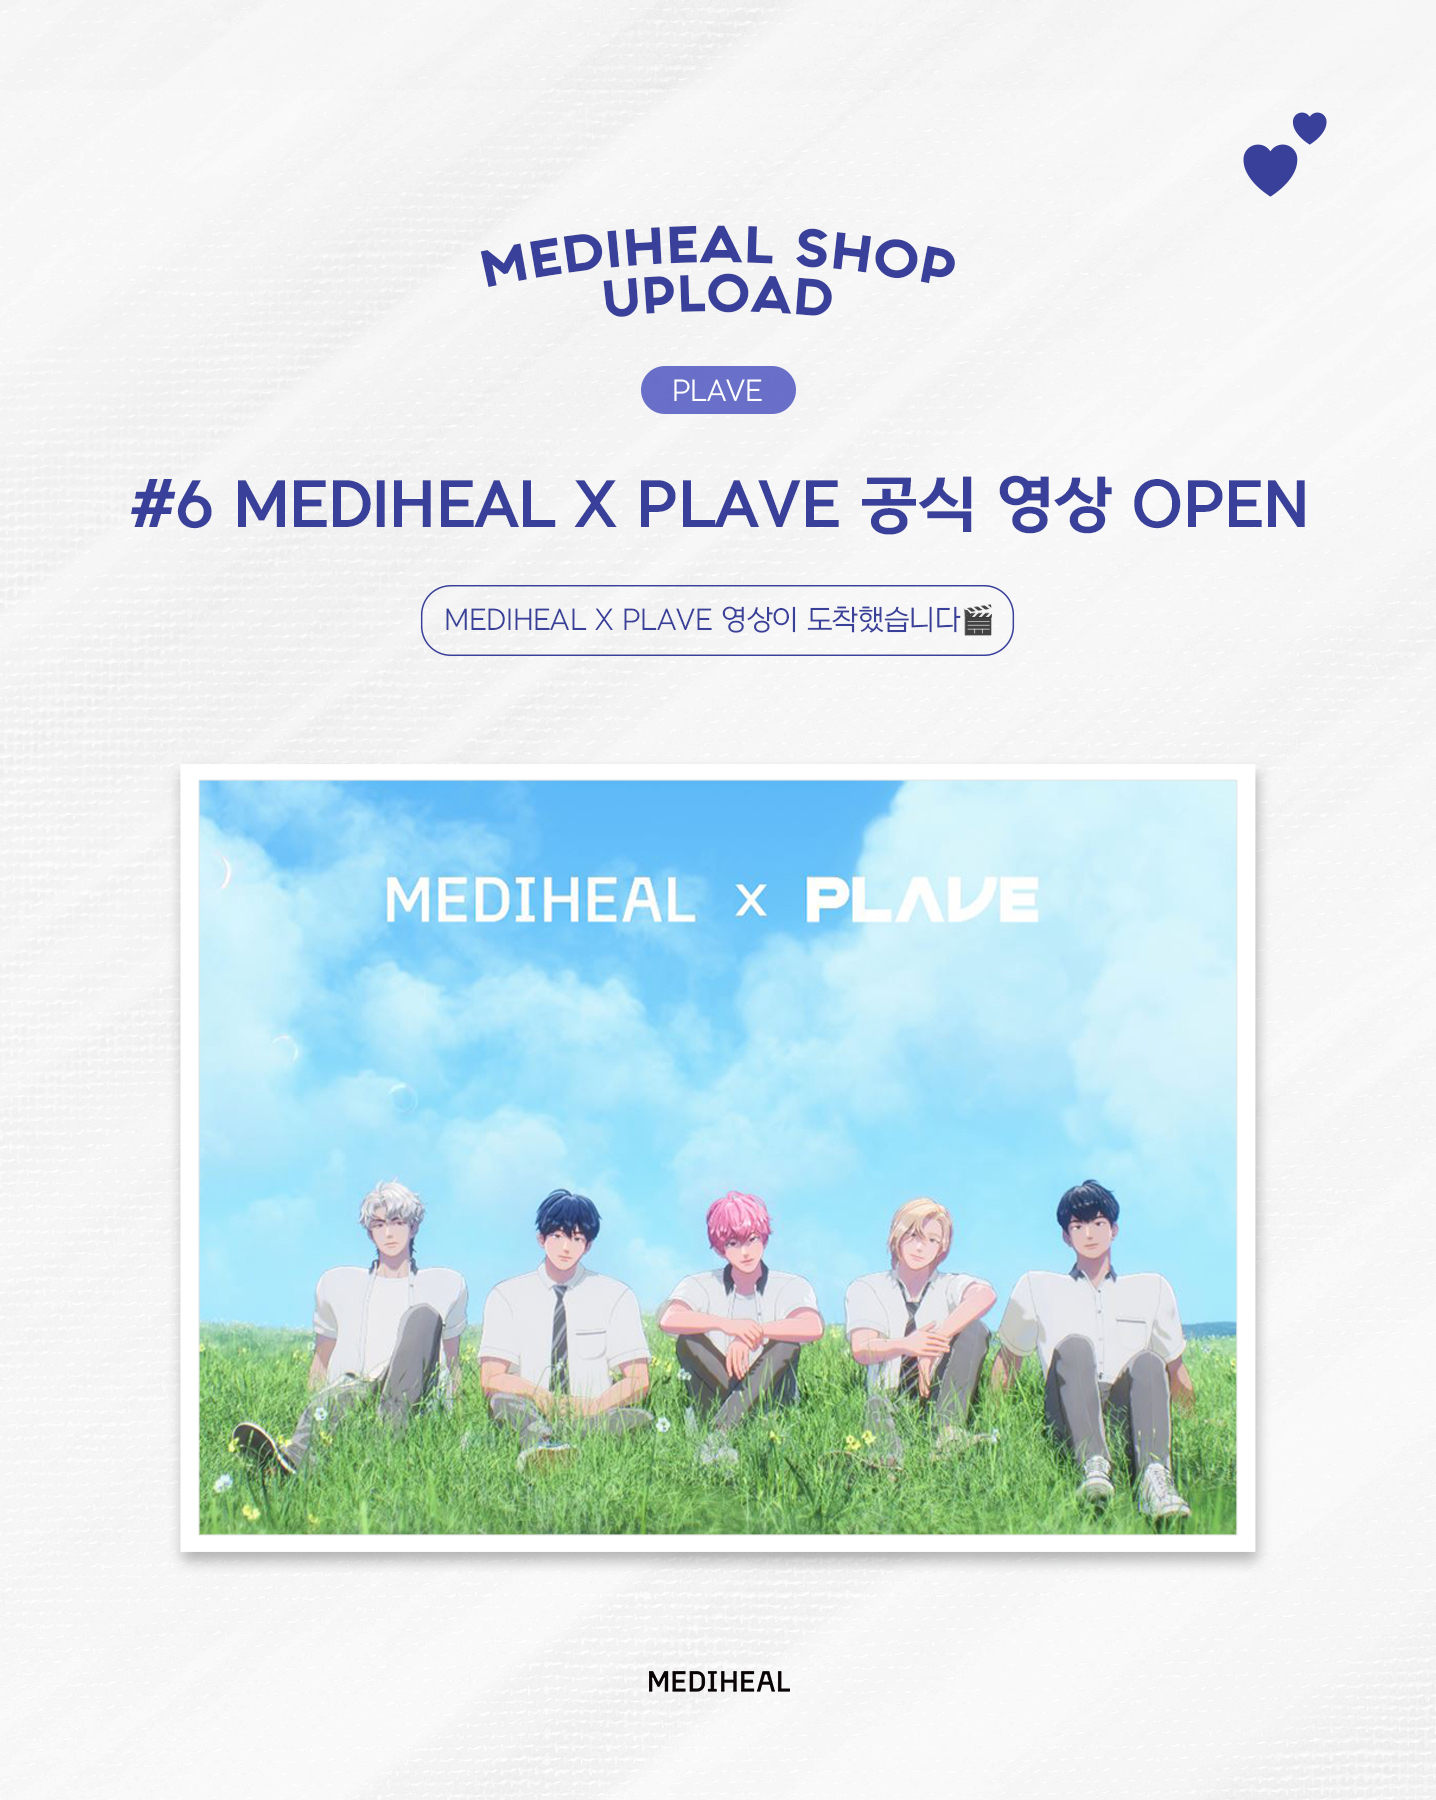 MEDIHEAL SHOP
UPLOAD
PLAVE
#6 MEDIHEAL X PLAVE 공식 영상 OPEN
MEDIHEAL X PLAVE 영상이 도착했습니다🎬
MEDIHEAL x PLAVE
MEDIHEAL